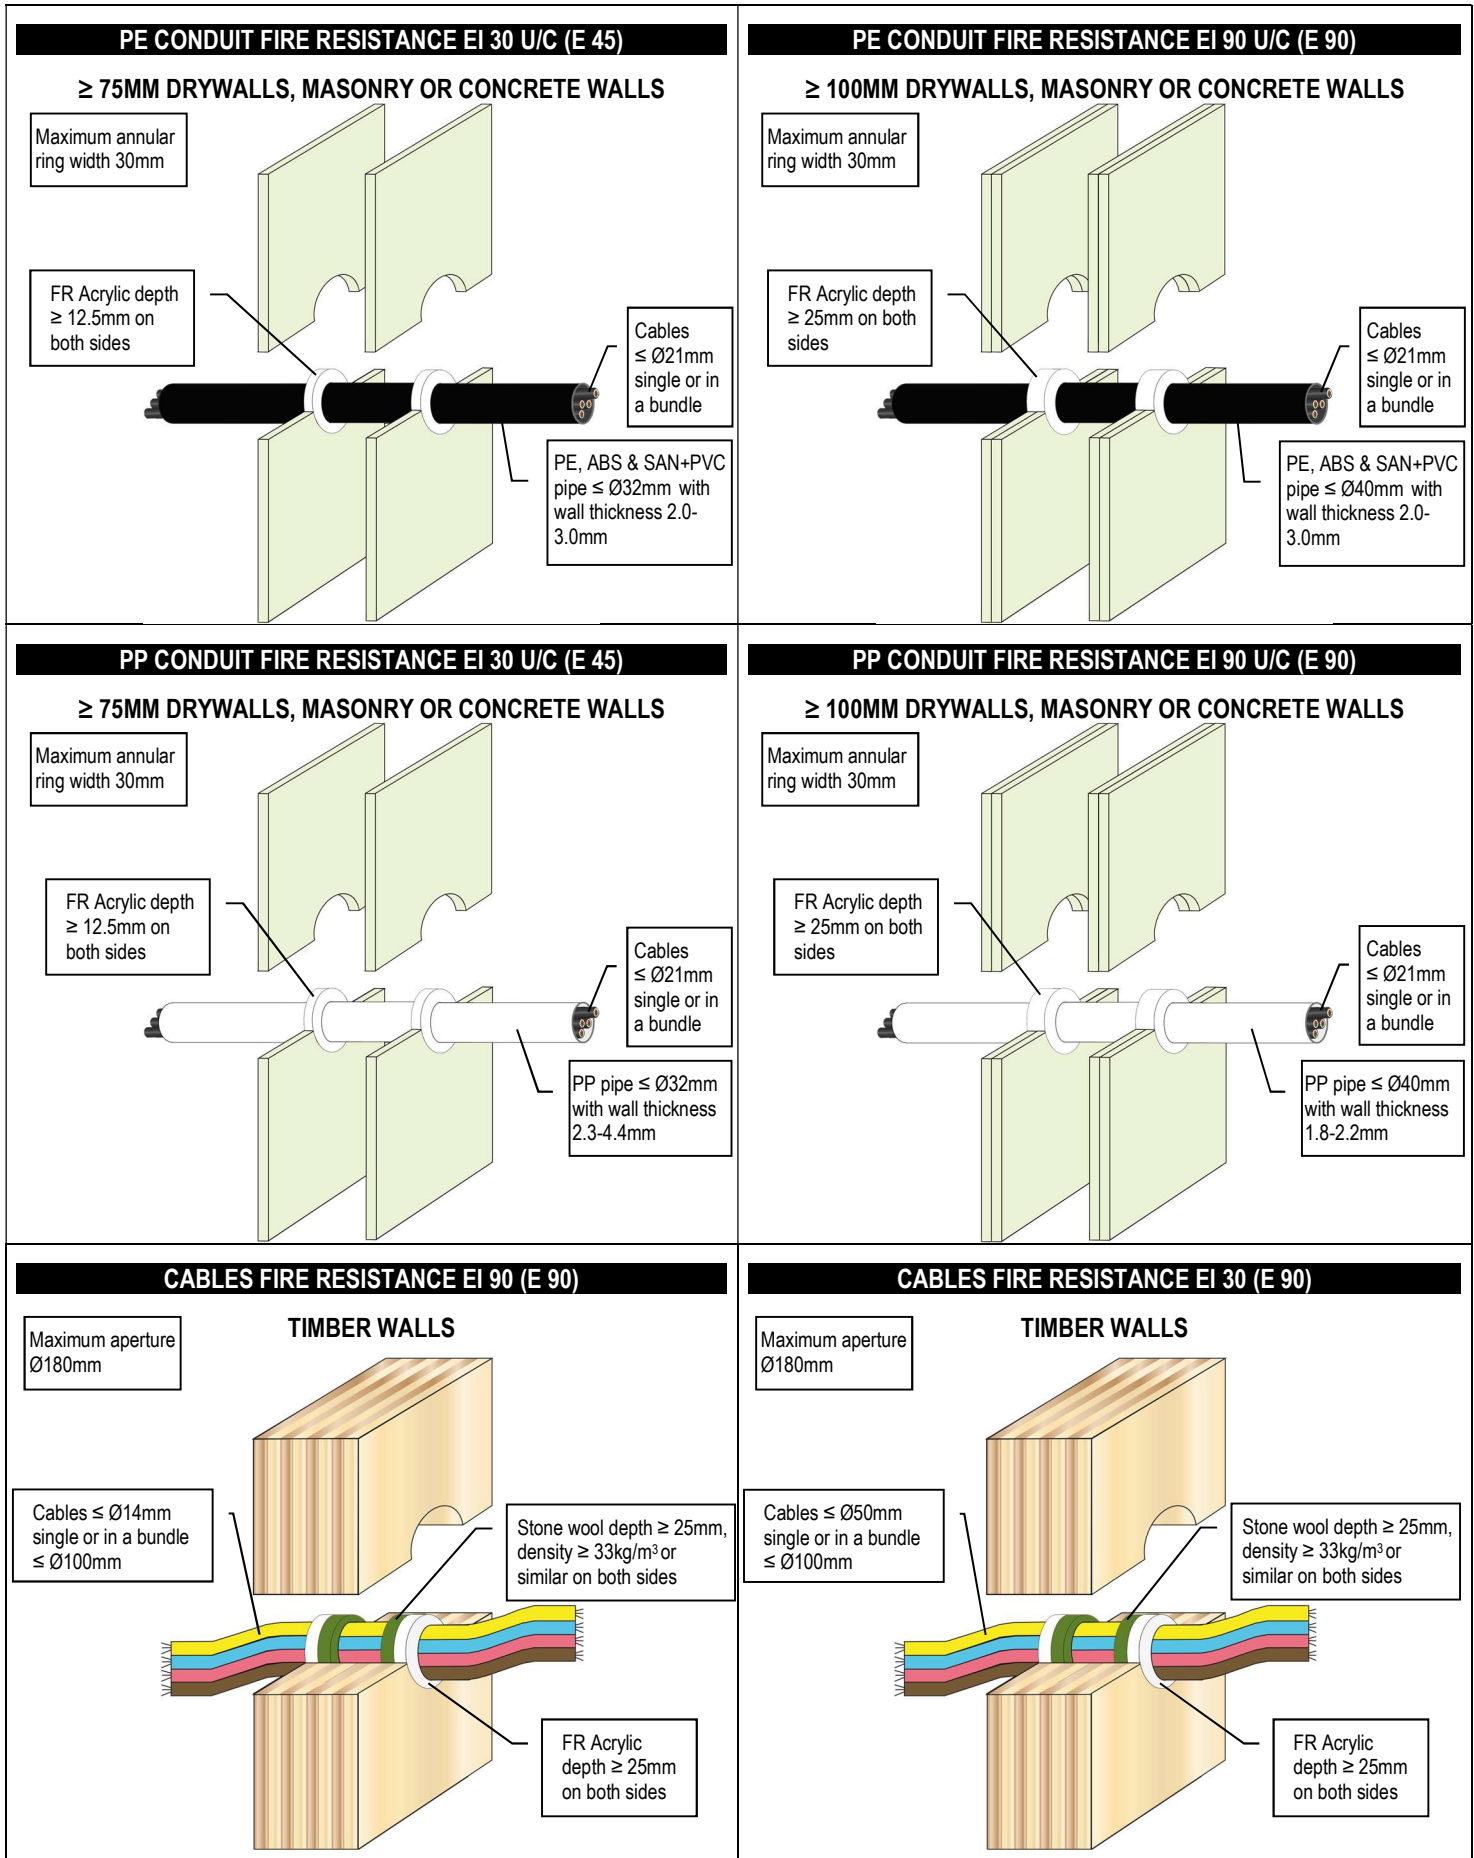 PE CONDUIT FIRE RESISTANCE EI 30 U/C (E 45)
≥ 75MM DRYWALLS, MASONRY OR CONCRETE WALLS
Maximum annular
ring width 30mm
FR Acrylic depth
≥ 12.5mm on
both sides
Cables
≤ Ø21mm
single or in
a bundle
PE, ABS & SAN+PVC
pipe ≤ Ø32mm with
wall thickness 2.0-
3.0mm
PE CONDUIT FIRE RESISTANCE EI 90 U/C (E 90)
≥ 100MM DRYWALLS, MASONRY OR CONCRETE WALLS
Maximum annular
ring width 30mm
FR Acrylic depth
≥ 25mm on both
sides
Cables
≤ Ø21mm
single or in
a bundle
PE, ABS & SAN+PVC
pipe ≤ Ø40mm with
wall thickness 2.0-
3.0mm
PP CONDUIT FIRE RESISTANCE EI 30 U/C (E 45)
≥ 75MM DRYWALLS, MASONRY OR CONCRETE WALLS
Maximum annular
ring width 30mm
FR Acrylic depth
≥ 12.5mm on
both sides
Cables
≤ Ø21mm
single or in
a bundle
PP pipe ≤ Ø32mm
with wall thickness
2.3-4.4mm
PP CONDUIT FIRE RESISTANCE EI 90 U/C (E 90)
≥ 100MM DRYWALLS, MASONRY OR CONCRETE WALLS
Maximum annular
ring width 30mm
FR Acrylic depth
≥ 25mm on both
sides
Cables
≤ Ø21mm
single or in
a bundle
PP pipe ≤ Ø40mm
with wall thickness
1.8-2.2mm
CABLES FIRE RESISTANCE EI 90 (E 90)
TIMBER WALLS
Maximum aperture
Ø180mm
Cables ≤ Ø14mm
single or in a bundle
≤ Ø100mm
Stone wool depth ≥ 25mm,
density ≥ 33kg/m³ or
similar on both sides
FR Acrylic
depth ≥ 25mm
on both sides
CABLES FIRE RESISTANCE EI 30 (E 90)
TIMBER WALLS
Maximum aperture
Ø180mm
Cables ≤ Ø50mm
single or in a bundle
≤ Ø100mm
Stone wool depth ≥ 25mm,
density ≥ 33kg/m³ or
similar on both sides
FR Acrylic
depth ≥ 25mm
on both sides